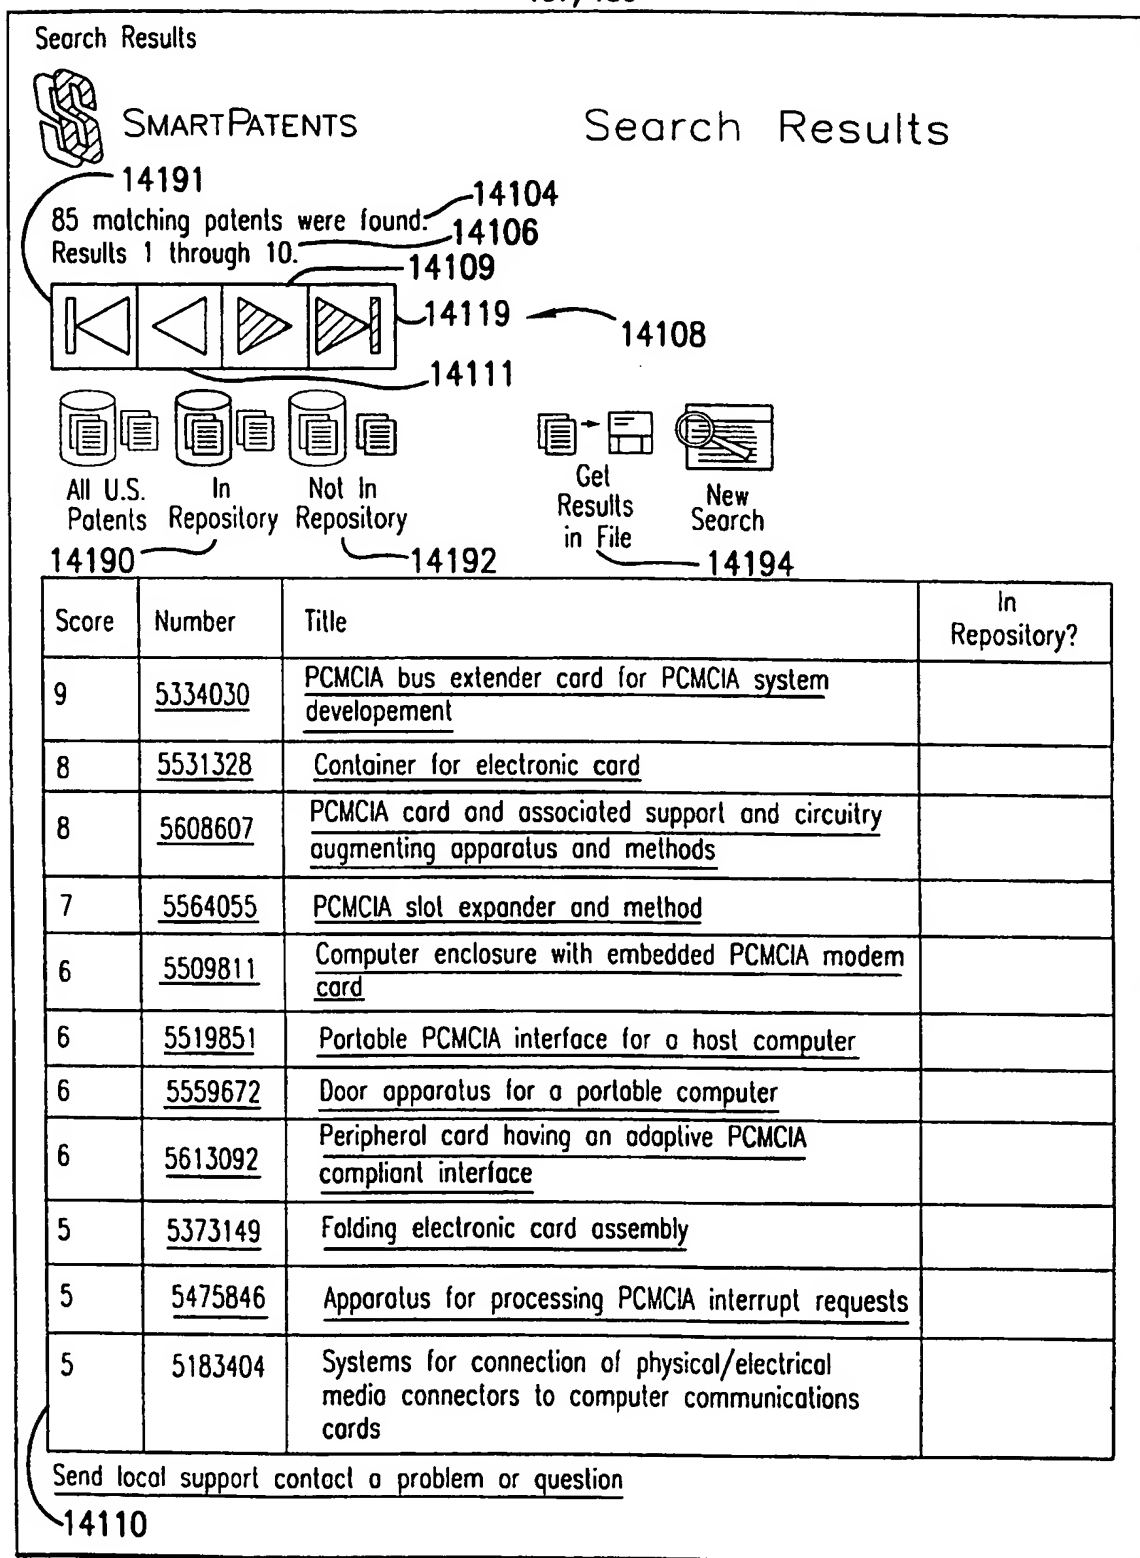 Search Results
SMARTPATENTS
Search Results
14191
85 matching patents were found.
14104
Results 1 through 10.
14106
14109
14119
14108
14111
All U.S.
Patents
In
Repository
Not In
Repository
Get
Results
in File
New
Search
14190
14192
14194
Score Number Title In
Repository?
9 5334030 PCMCIA bus extender card for PCMCIA system
developement
8 5531328 Container for electronic card
8 5608607 PCMCIA card and associated support and circuitry
augmenting apparatus and methods
7 5564055 PCMCIA slot expander and method
6 5509811 Computer enclosure with embedded PCMCIA modem
card
6 5519851 Portable PCMCIA interface for a host computer
6 5559672 Door apparatus for a portable computer
6 5613092 Peripheral card having an adaptive PCMCIA
compliant interface
5 5373149 Folding electronic card assembly
5 5475846 Apparatus for processing PCMCIA interrupt requests
5 5183404 Systems for connection of physical/electrical
media connectors to computer communications
cards
Send local support contact a problem or question
14110